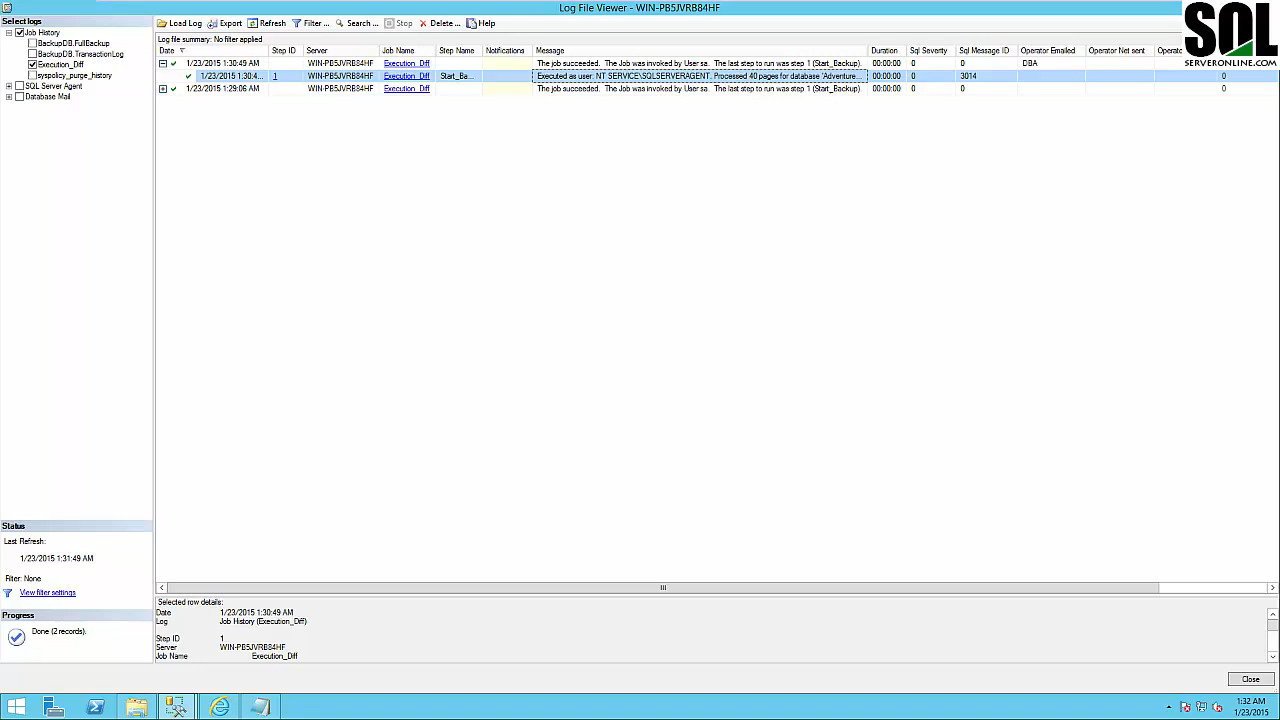 Log File Viewer - WIN-PB5JVRB84HF
SQL
SERVERONLINE.COM
Select logs
Job History
BackupDB.FullBackup
BackupDB.TransactionLog
Execution_Diff
syspolicy_purge_history
SQL Server Agent
Database Mail
Load Log Export Refresh Filter ... Search ... Stop Delete ... Help
Log file summary: No filter applied
Date Step ID Server Job Name Step Name Notifications Message Duration Sql Severity Sql Message ID Operator Emailed Operator Net sent Operato
1/23/2015 1:30:49 AM WIN-PB5JVRB84HF Execution_Diff The job succeeded. The Job was invoked by User sa. The last step to run was step 1 (Start_Backup). 00:00:00 0 0 DBA
1/23/2015 1:30:4... 1 WIN-PB5JVRB84HF Execution_Diff Start_Ba... Executed as user: NT SERVICE\SQLSERVERAGENT. Processed 40 pages for database 'Adventure... 00:00:00 0 3014 0
1/23/2015 1:29:06 AM WIN-PB5JVRB84HF Execution_Diff The job succeeded. The Job was invoked by User sa. The last step to run was step 1 (Start_Backup). 00:00:00 0 0 0
Status
Last Refresh:
1/23/2015 1:31:49 AM
Filter: None
View filter settings
Progress
Done (2 records).
Selected row details:
Date 1/23/2015 1:30:49 AM
Log Job History (Execution_Diff)
Step ID 1
Server WIN-PB5JVRB84HF
Job Name Execution_Diff
Close
1:32 AM
1/23/2015